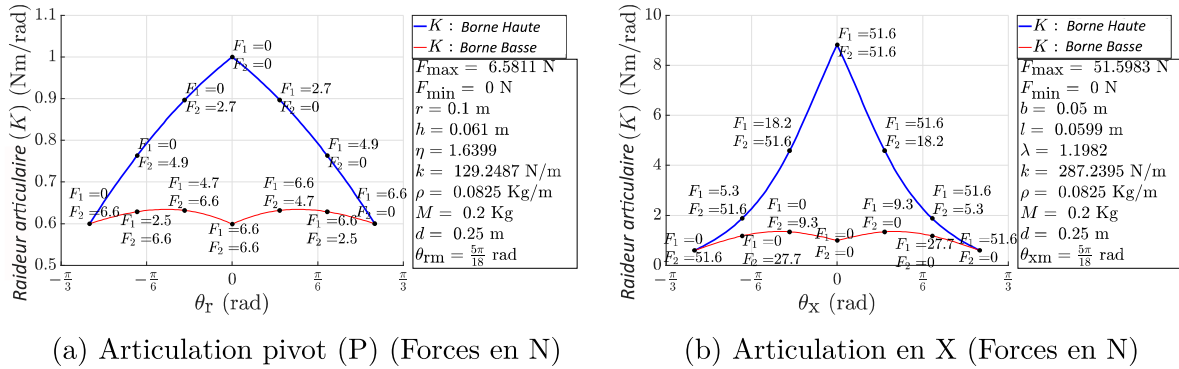 1.1
1
0.9
0.8
0.7
0.6
0.5
Raideur articulaire (K) (Nm/rad)
F1 =0
F2 =0
F1 =0
F2 =2.7
F1 =2.7
F2 =0
F1 =0
F2 =4.9
F1 =4.9
F2 =0
F1 =0
F2 =6.6
F1 =4.7
F2 =6.6
F1 =6.6
F2 =4.7
F1 =6.6
F2 =0
F1 =2.5
F2 =6.6
F1 =6.6
F2 =6.6
F1 =6.6
F2 =2.5
−π/3
−π/6
0
π/6
π/3
θr (rad)
K : Borne Haute
K : Borne Basse
Fmax = 6.5811 N
Fmin = 0 N
r = 0.1 m
h = 0.061 m
η = 1.6399
k = 129.2487 N/m
ρ = 0.0825 Kg/m
M = 0.2 Kg
d = 0.25 m
θrm = 5π/18 rad
(a) Articulation pivot (P) (Forces en N)
10
8
6
4
2
0
Raideur articulaire (K) (Nm/rad)
F1 =51.6
F2 =51.6
F1 =18.2
F2 =51.6
F1 =51.6
F2 =18.2
F1 =5.3
F2 =51.6
F1 =51.6
F2 =5.3
F1 =0
F2 =9.3
F1 =9.3
F2 =0
F1 =0
F2 =51.6
F1 =0
F2 =27.7
F1 =0
F2 =0
F1 =27.7
F2 =0
F1 =51.6
F2 =0
−π/3
−π/6
0
π/6
π/3
θx (rad)
K : Borne Haute
K : Borne Basse
Fmax = 51.5983 N
Fmin = 0 N
b = 0.05 m
l = 0.0599 m
λ = 1.1982
k = 287.2395 N/m
ρ = 0.0825 Kg/m
M = 0.2 Kg
d = 0.25 m
θxm = 5π/18 rad
(b) Articulation en X (Forces en N)